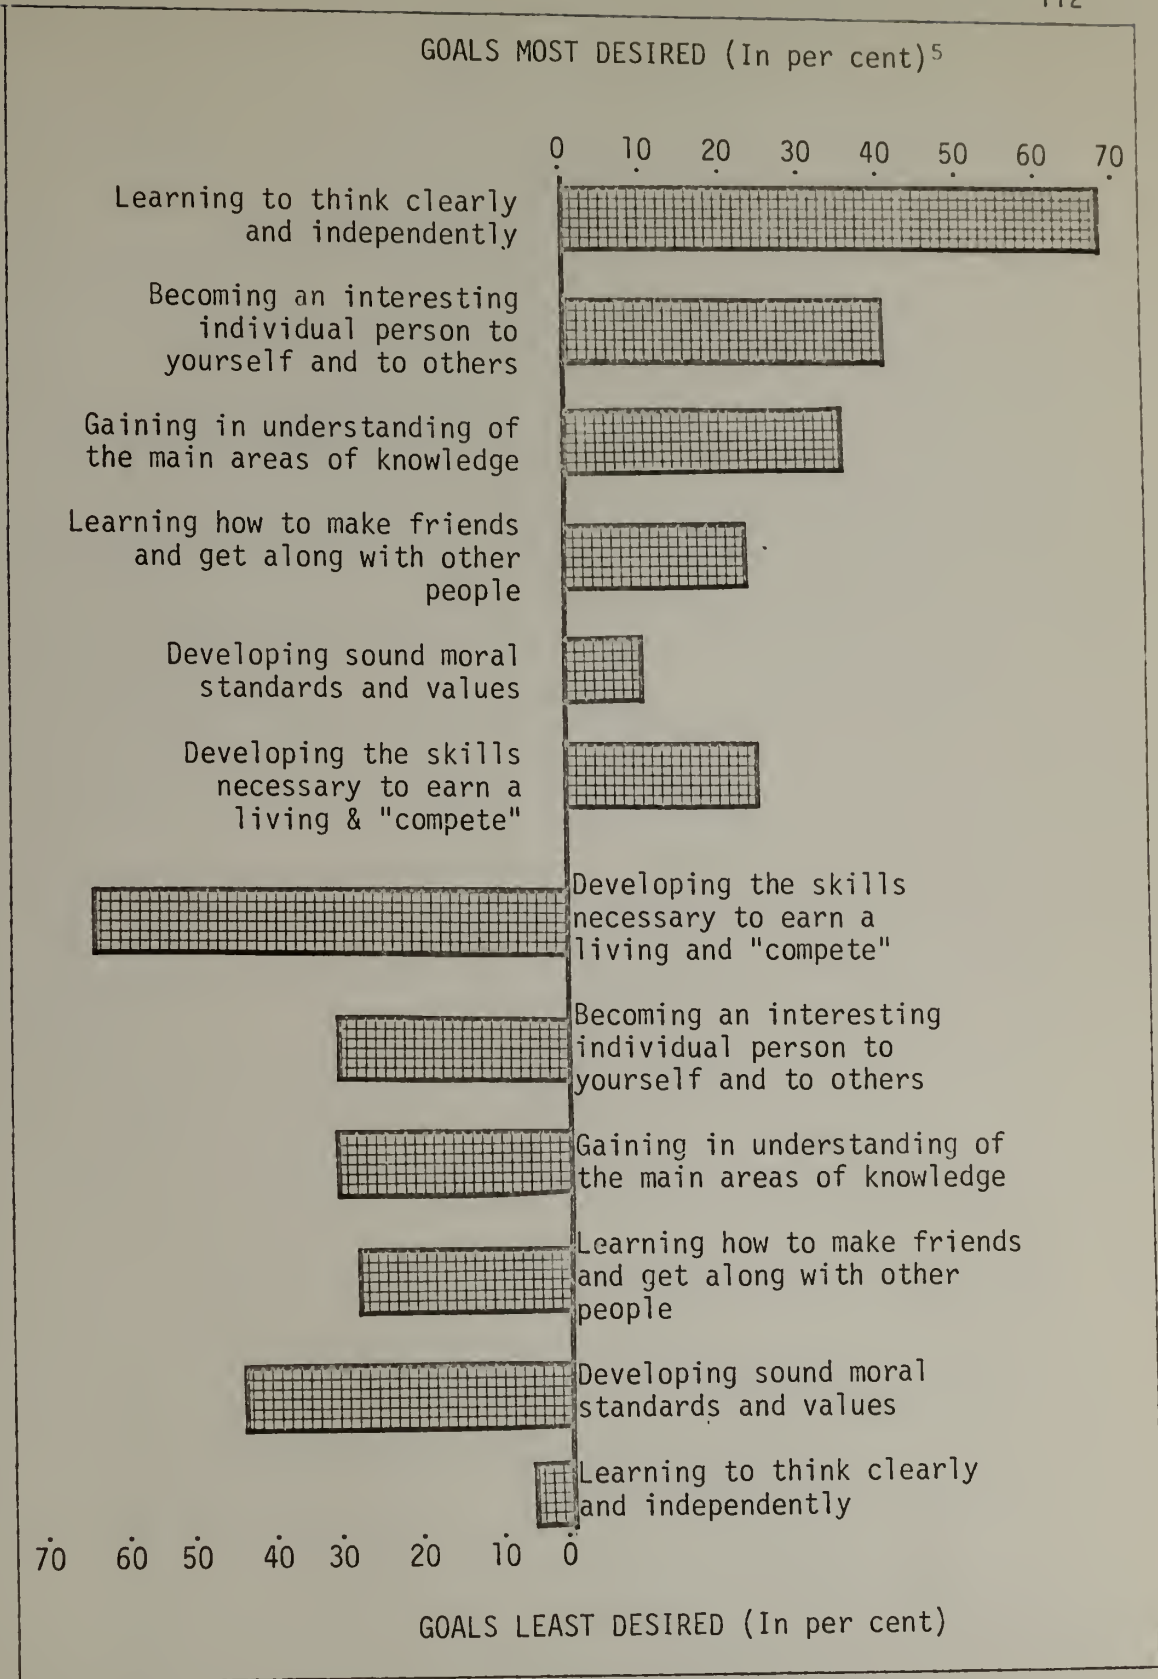 GOALS MOST DESIRED (In per cent)5
0 10 20 30 40 50 60 70
Learning to think clearly
and independently
Becoming an interesting
individual person to
yourself and to others
Gaining in understanding of
the main areas of knowledge
Learning how to make friends
and get along with other
people
Developing sound moral
standards and values
Developing the skills
necessary to earn a
living & "compete"
Developing the skills
necessary to earn a
living and "compete"
Becoming an interesting
individual person to
yourself and to others
Gaining in understanding of
the main areas of knowledge
Learning how to make friends
and get along with other
people
Developing sound moral
standards and values
Learning to think clearly
and independently
70 60 50 40 30 20 10 0
GOALS LEAST DESIRED (In per cent)